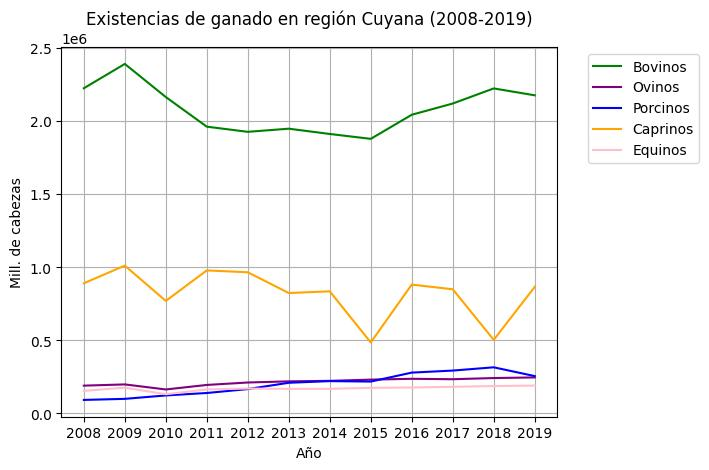 Existencias de ganado en región Cuyana (2008-2019)
1e6
2.5
2.0
1.5
1.0
0.5
0.0
Mill. de cabezas
2008 2009 2010 2011 2012 2013 2014 2015 2016 2017 2018 2019
Año
Bovinos
Ovinos
Porcinos
Caprinos
Equinos